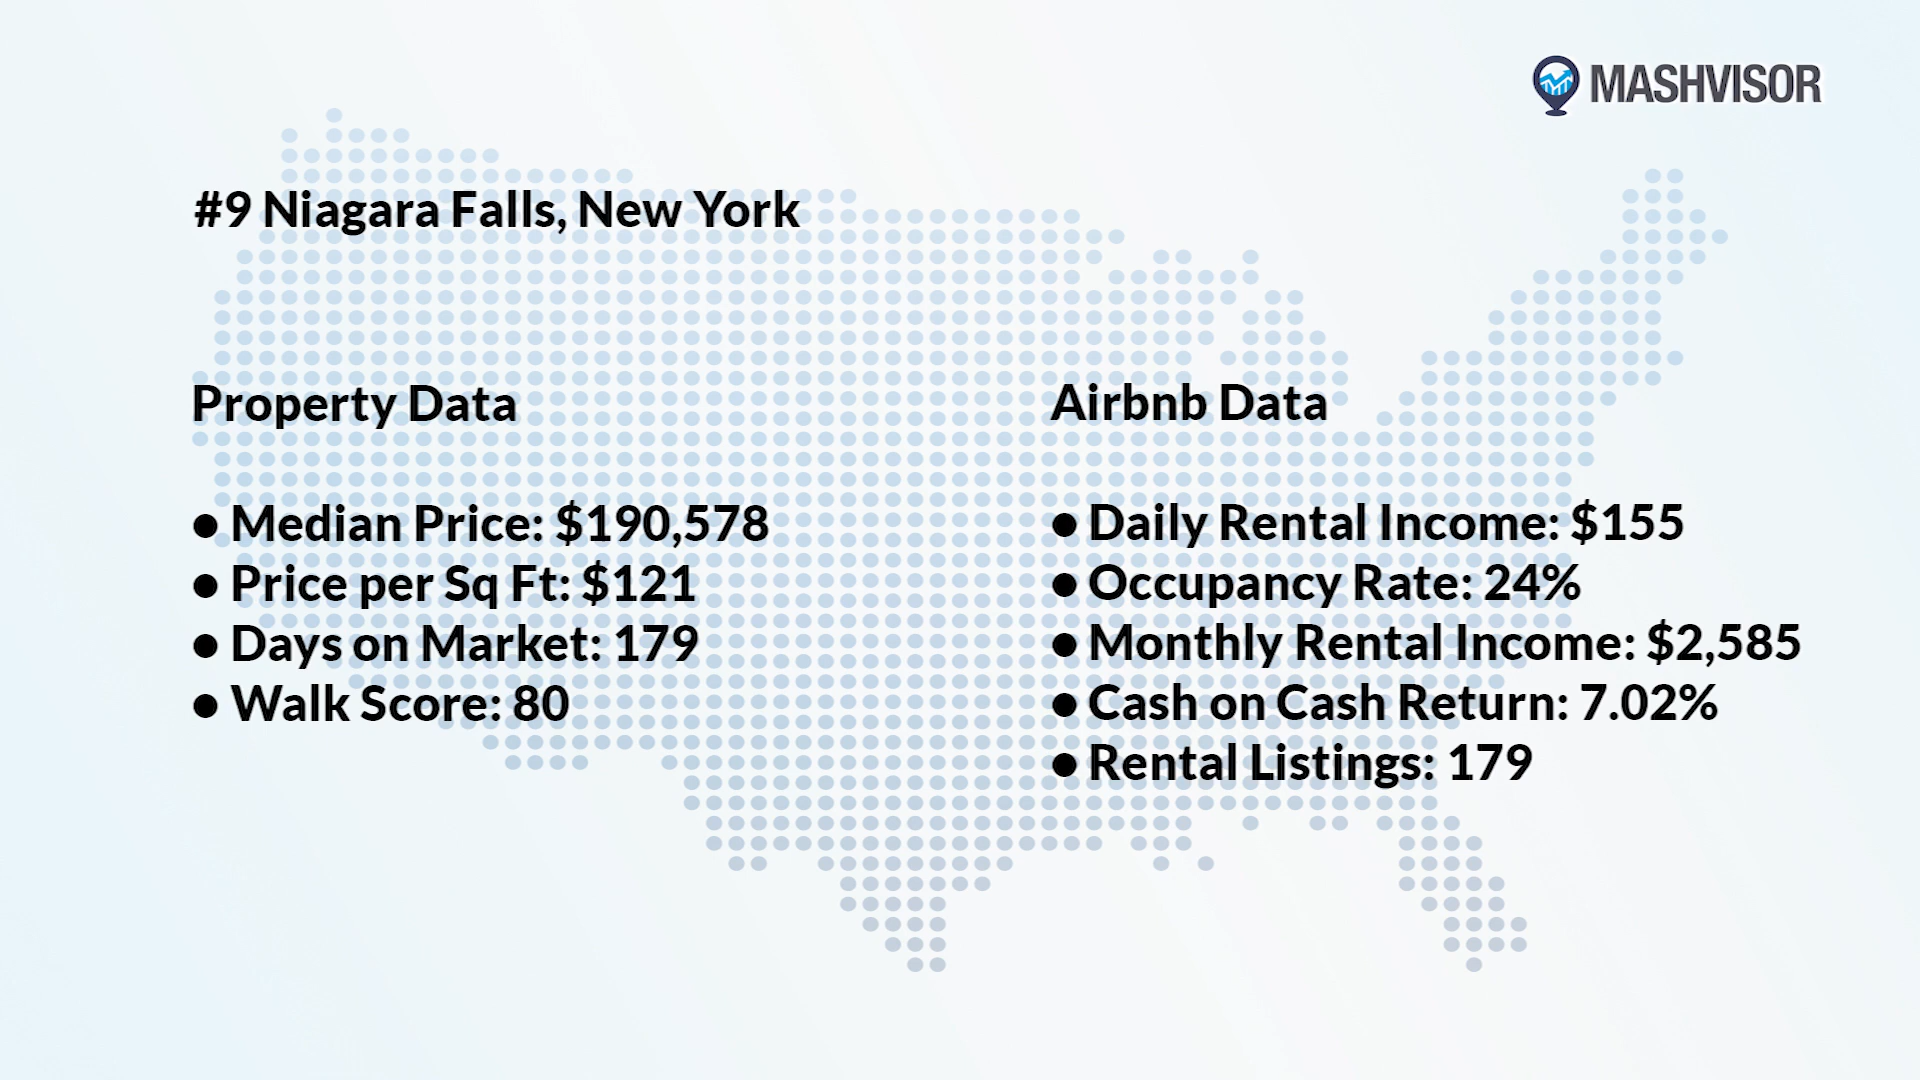 MASHVISOR
#9 Niagara Falls, New York
Property Data
● Median Price: $190,578
● Price per Sq Ft: $121
● Days on Market: 179
● Walk Score: 80
Airbnb Data
● Daily Rental Income: $155
● Occupancy Rate: 24%
● Monthly Rental Income: $2,585
● Cash on Cash Return: 7.02%
● Rental Listings: 179